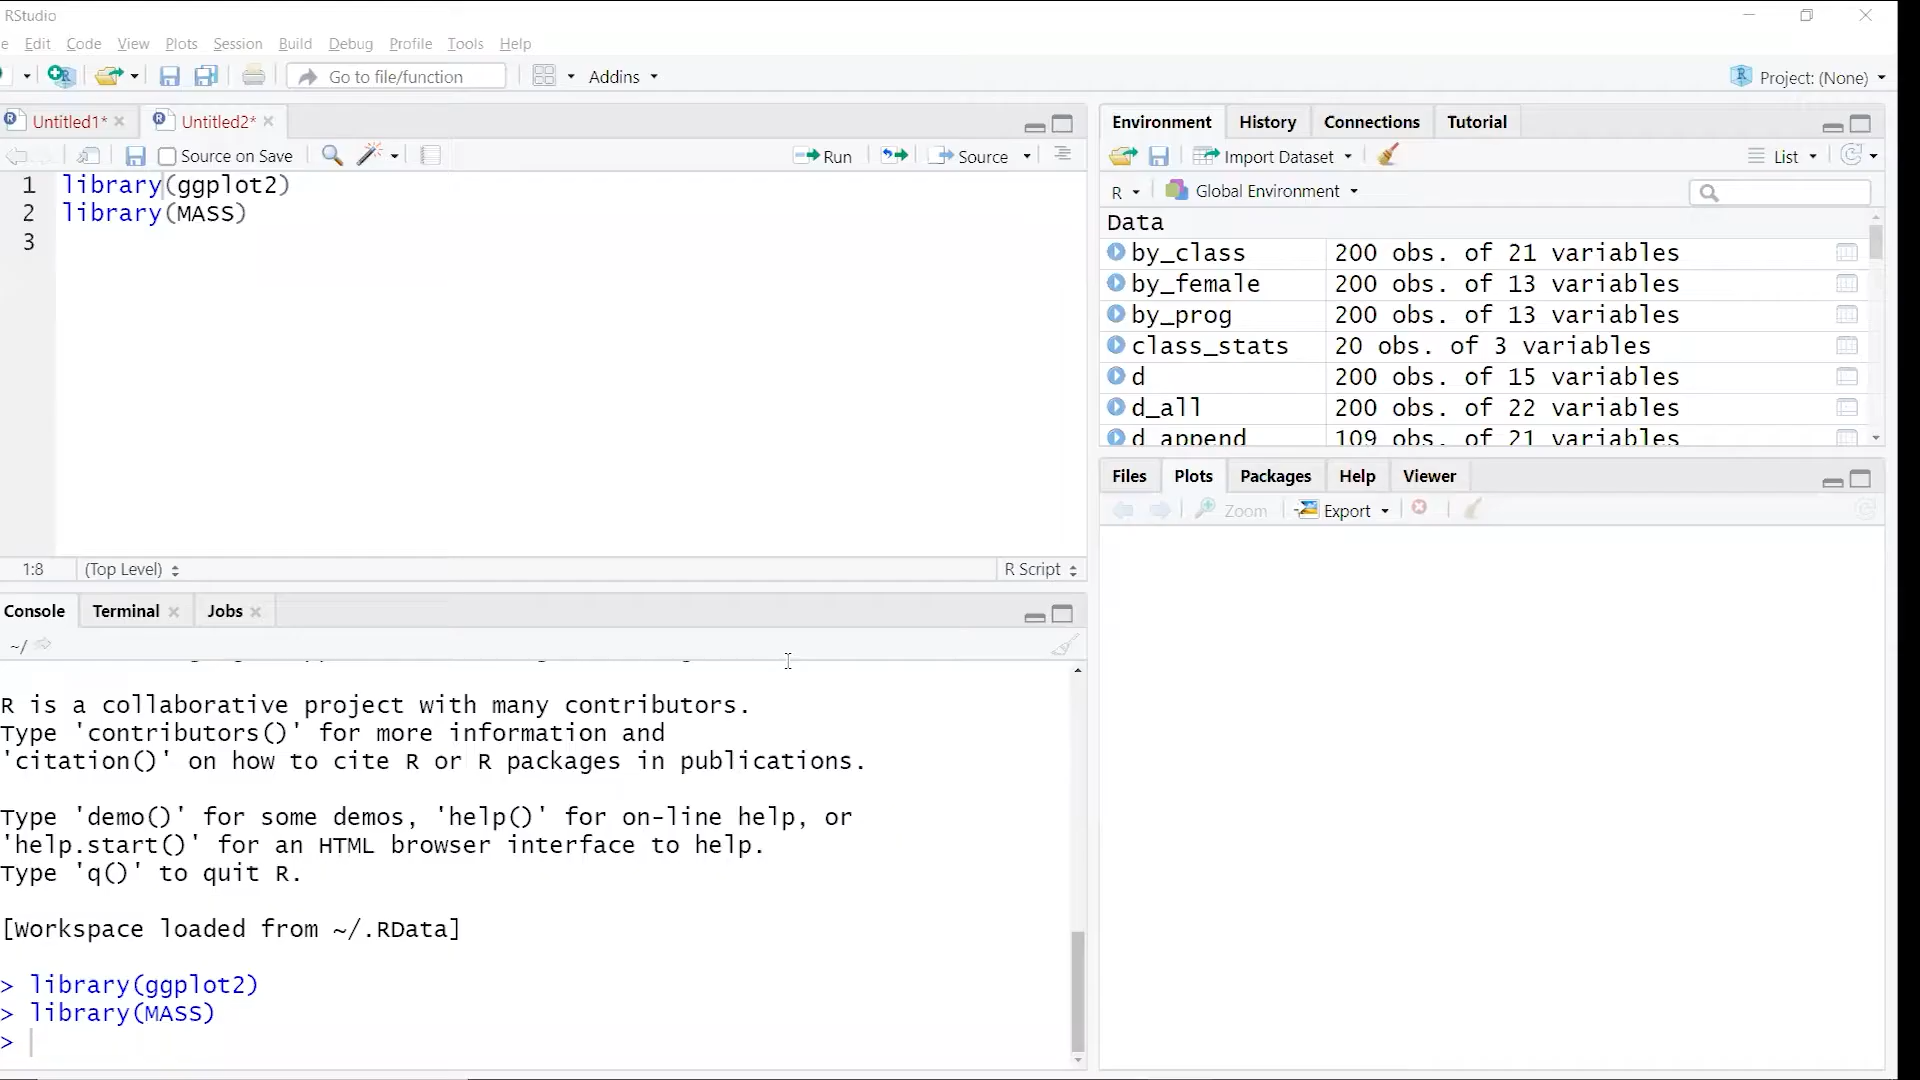 RStudio
e Edit Code View Plots Session Build Debug Profile Tools Help
Go to file/function Addins Project: (None)
Untitled1* Untitled2*
Source on Save Run Source
1 library(ggplot2)
2 library(MASS)
3
1:8 (Top Level) R Script
Console Terminal Jobs
~/
R is a collaborative project with many contributors.
Type 'contributors()' for more information and
'citation()' on how to cite R or R packages in publications.
Type 'demo()' for some demos, 'help()' for on-line help, or
'help.start()' for an HTML browser interface to help.
Type 'q()' to quit R.
[Workspace loaded from ~/.RData]
> library(ggplot2)
> library(MASS)
>
Environment History Connections Tutorial
Import Dataset List
R Global Environment
Data
by_class 200 obs. of 21 variables
by_female 200 obs. of 13 variables
by_prog 200 obs. of 13 variables
class_stats 20 obs. of 3 variables
d 200 obs. of 15 variables
d_all 200 obs. of 22 variables
d_append 109 obs. of 21 variables
Files Plots Packages Help Viewer
Zoom Export